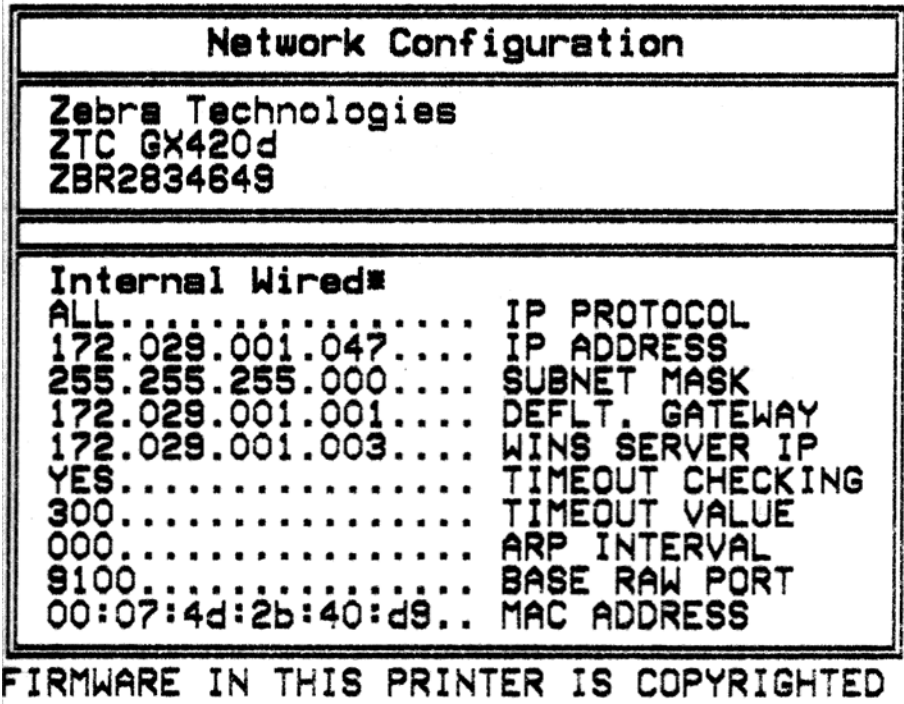 Network Configuration
Zebra Technologies
ZTC GX420d
ZBR2834649
Internal Wired*
ALL................. IP PROTOCOL
172.029.001.047.... IP ADDRESS
255.255.255.000.... SUBNET MASK
172.029.001.001.... DEFLT. GATEWAY
172.029.001.003.... WINS SERVER IP
YES................. TIMEOUT CHECKING
300................. TIMEOUT VALUE
000................. ARP INTERVAL
9100................ BASE RAW PORT
00:07:4d:2b:40:d9.. MAC ADDRESS
FIRMWARE IN THIS PRINTER IS COPYRIGHTED